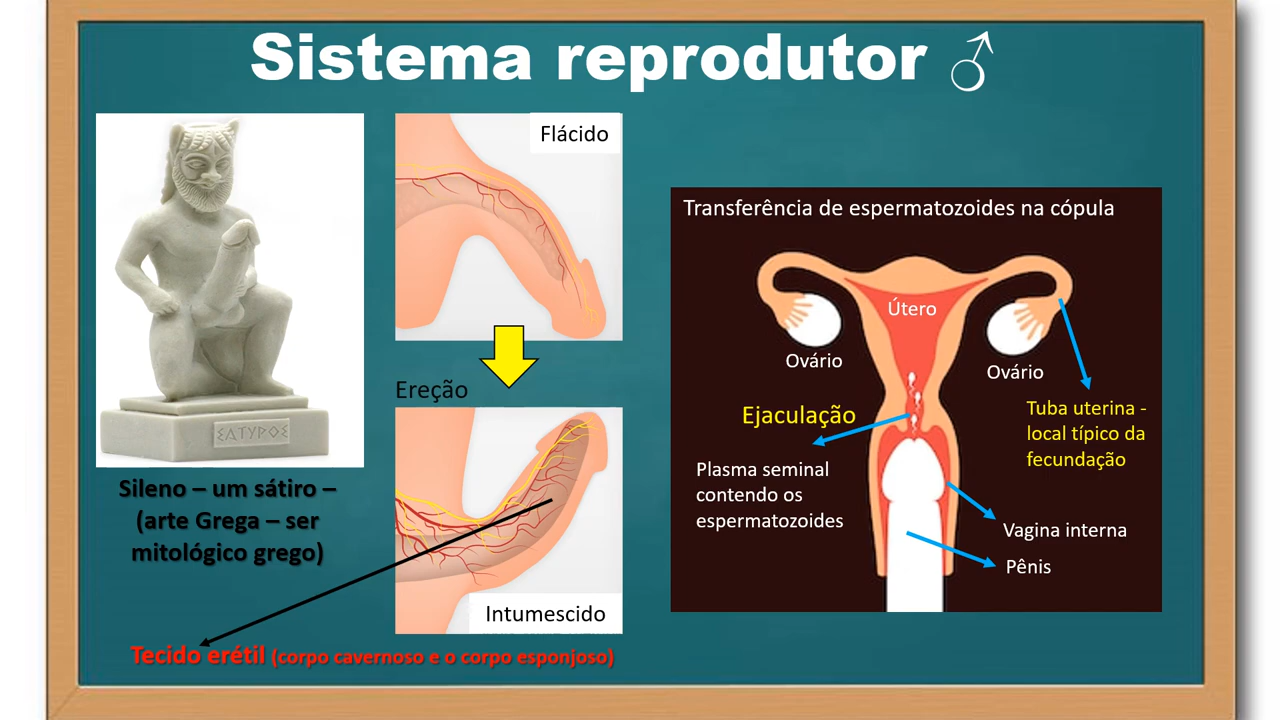 Sistema reprodutor ♂
Flácido
Ereção
Intumescido
ΣΑΤΥΡΟΣ
Sileno – um sátiro –
(arte Grega – ser
mitológico grego)
Tecido erétil (corpo cavernoso e o corpo esponjoso)
Transferência de espermatozoides na cópula
Útero
Ovário
Ovário
Ejaculação
Plasma seminal
contendo os
espermatozoides
Tuba uterina -
local típico da
fecundação
Vagina interna
Pênis